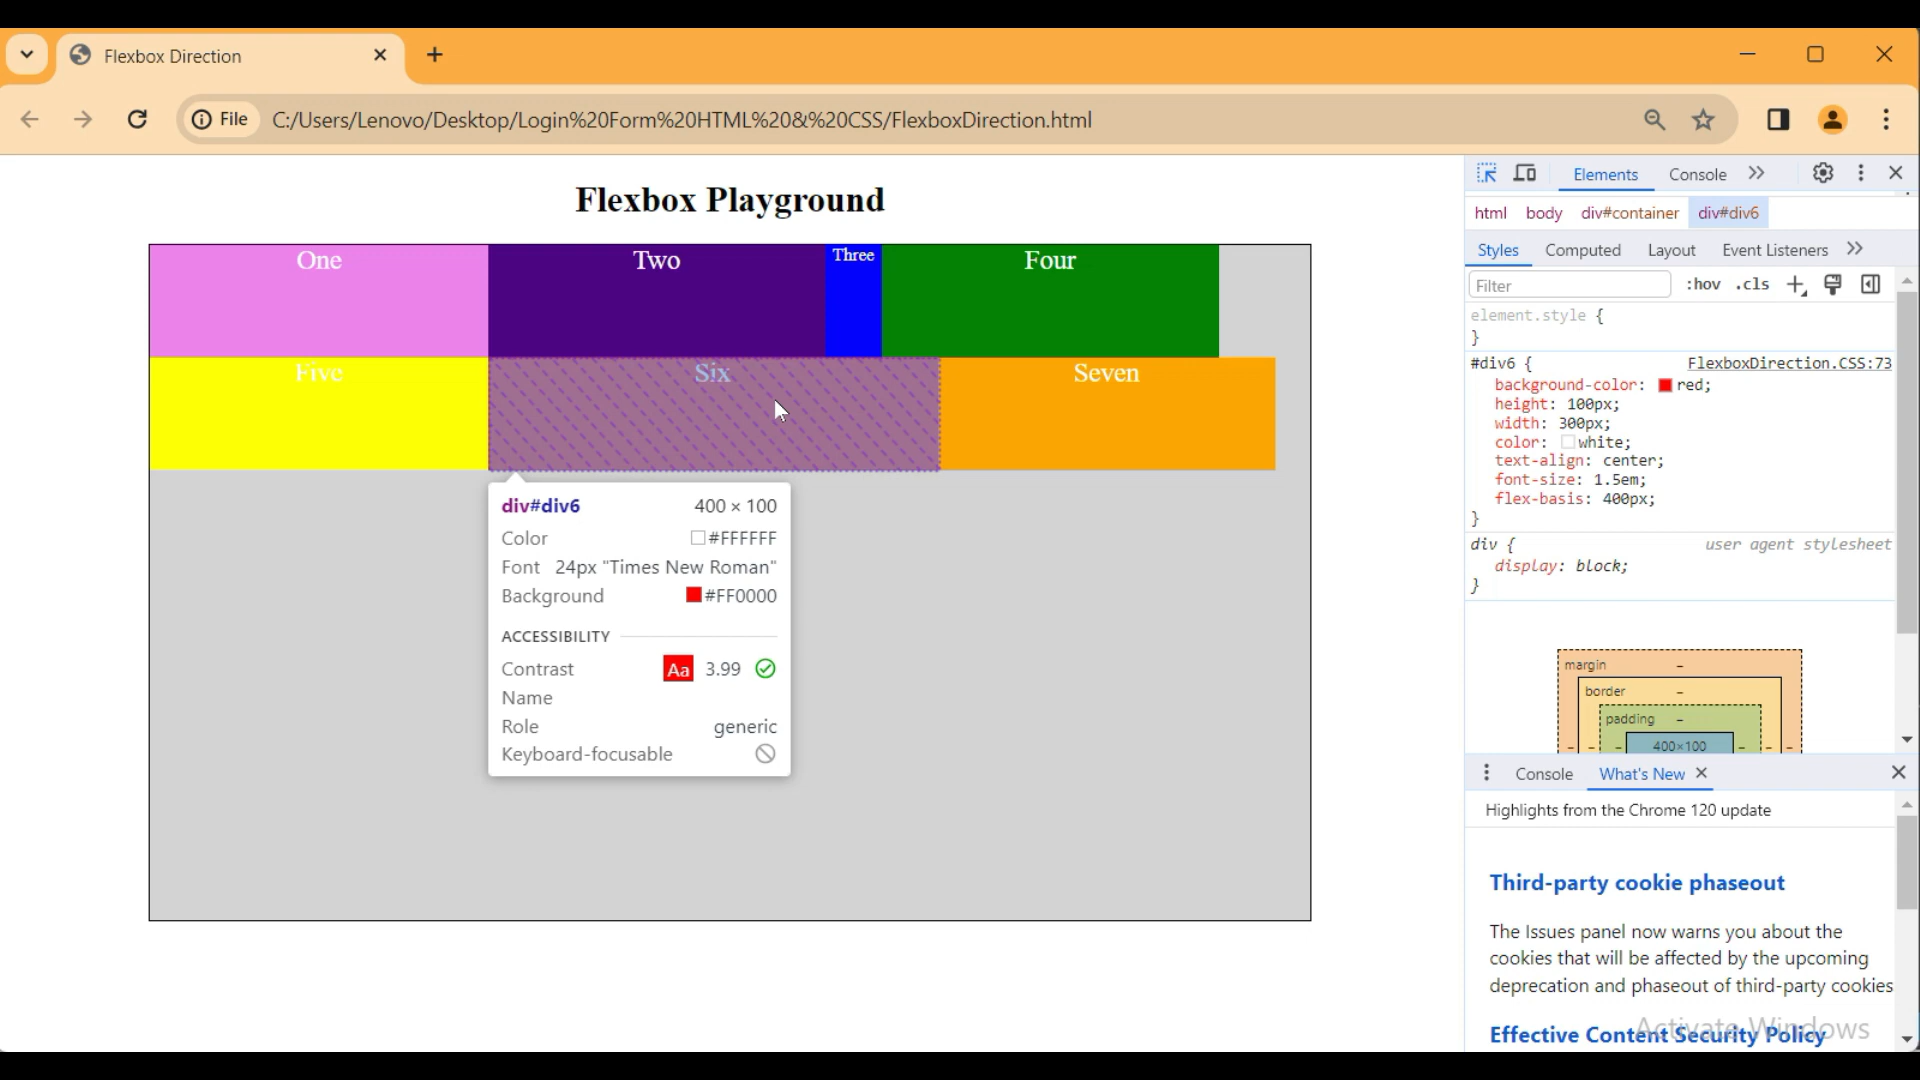 Flexbox Direction
File C:/Users/Lenovo/Desktop/Login%20Form%20HTML%20&%20CSS/FlexboxDirection.html
Flexbox Playground
One Two Three Four
Five Six Seven
div#div6 400 × 100
Color #FFFFFF
Font 24px "Times New Roman"
Background #FF0000
ACCESSIBILITY
Contrast Aa 3.99
Name
Role generic
Keyboard-focusable
Elements Console
html body div#container div#div6
Styles Computed Layout Event Listeners
Filter :hov .cls
element.style {
}
#div6 { FlexboxDirection.CSS:73
background-color: red;
height: 100px;
width: 300px;
color: white;
text-align: center;
font-size: 1.5em;
flex-basis: 400px;
}
div { user agent stylesheet
display: block;
}
margin –
border –
padding –
– – – 400×100 – – –
Console What's New
Highlights from the Chrome 120 update
Third-party cookie phaseout
The Issues panel now warns you about the
cookies that will be affected by the upcoming
deprecation and phaseout of third-party cookies
Effective Content Security Policy
Activate Windows